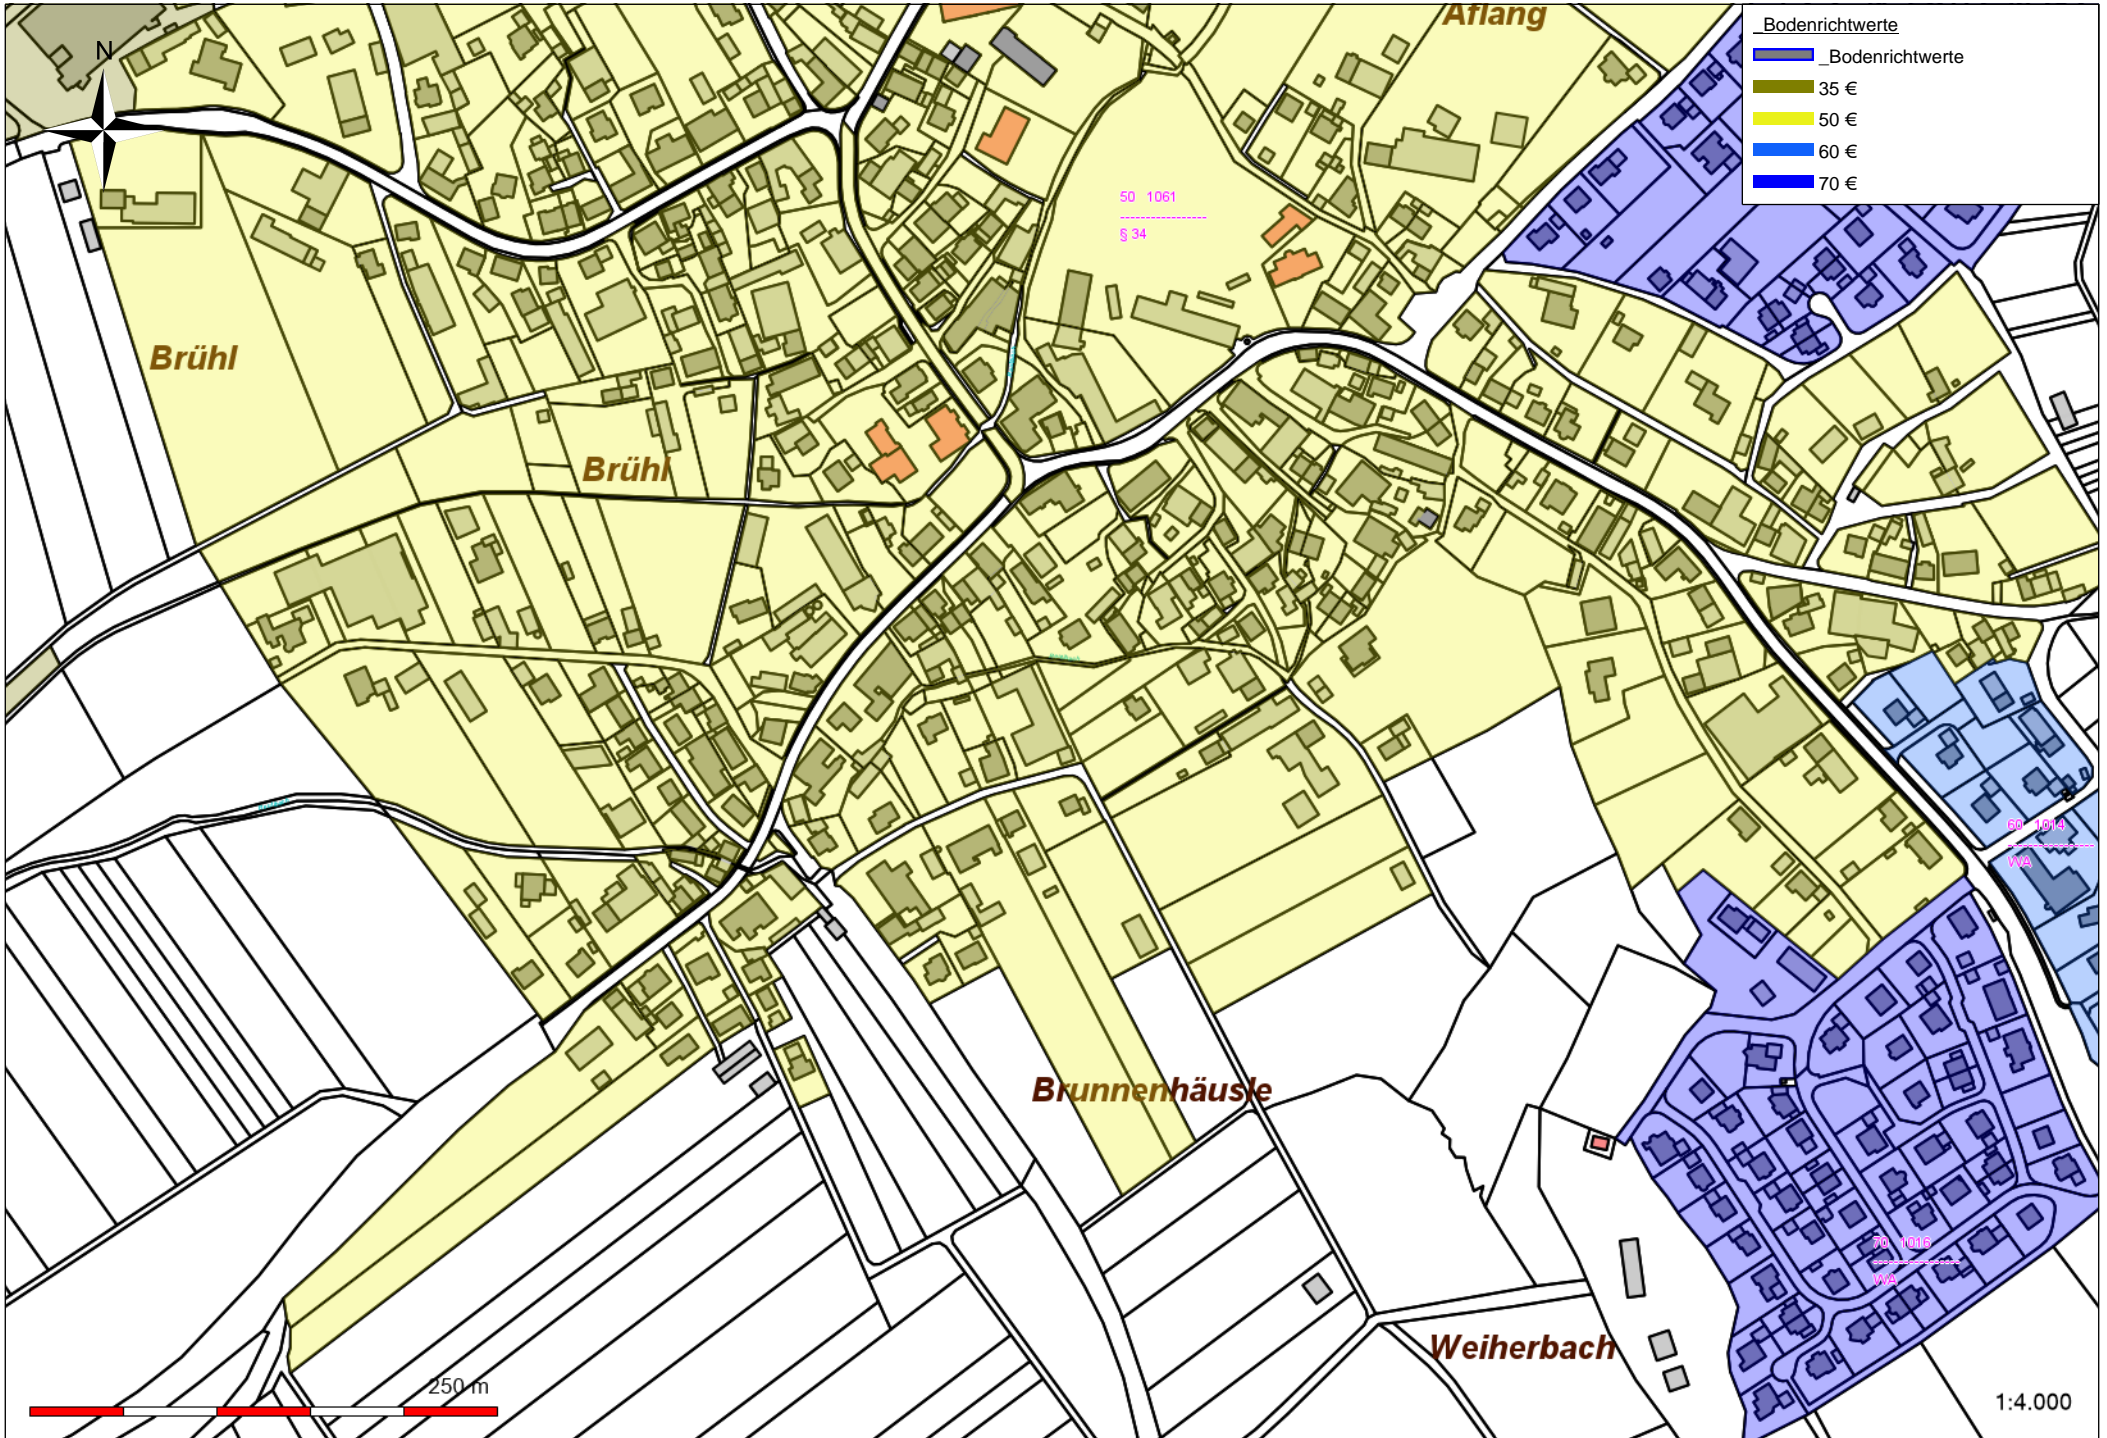 Aflang
_Bodenrichtwerte
_Bodenrichtwerte
35 €
50 €
60 €
70 €
N
50 1061
-----------------
§ 34
Brühl
Brühl
60 1014
-----------------
WA
Brunnenhäusle
70 1016
-----------------
WA
Weiherbach
250 m
1:4.000